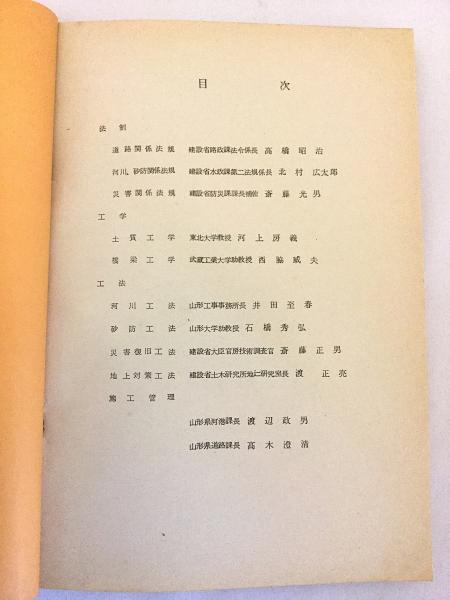 目次
法制
道路関係法規 建設省路政課法令係長 高橋昭治
河川、砂防関係法規 建設省水政課第二法規係長 北村広太郎
災害関係法規 建設省防災課課長補佐 斎藤光男
工学
土質工学 東北大学教授 河上房義
橋梁工学 武蔵工業大学助教授 西脇威夫
工法
河川工法 山形工事事務所長 井田至春
砂防工法 山形大学助教授 石橋秀弘
災害復旧工法 建設省大臣官房技術調査官 斎藤正男
地上対策工法 建設省土木研究所地に研究室長 渡正亮
施工管理
山形県河港課長 渡辺政男
山形県道路課長 高木澄清